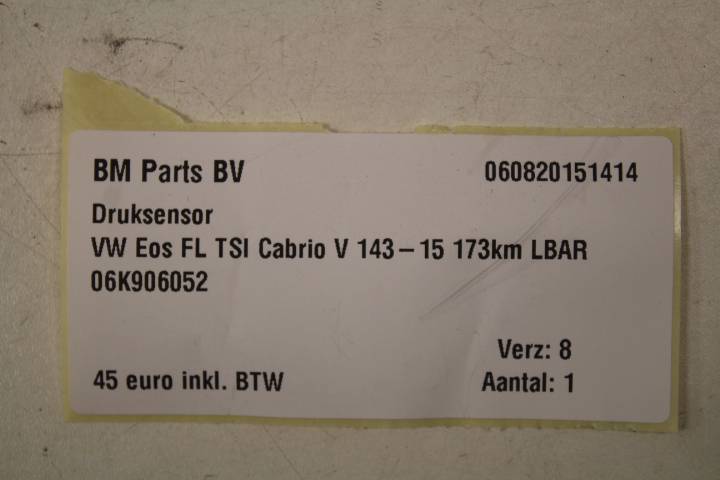 BM Parts BV 060820151414
Druksensor
VW Eos FL TSI Cabrio V 143-15 173km LBAR
06K906052
Verz: 8
45 euro inkl. BTW Aantal: 1